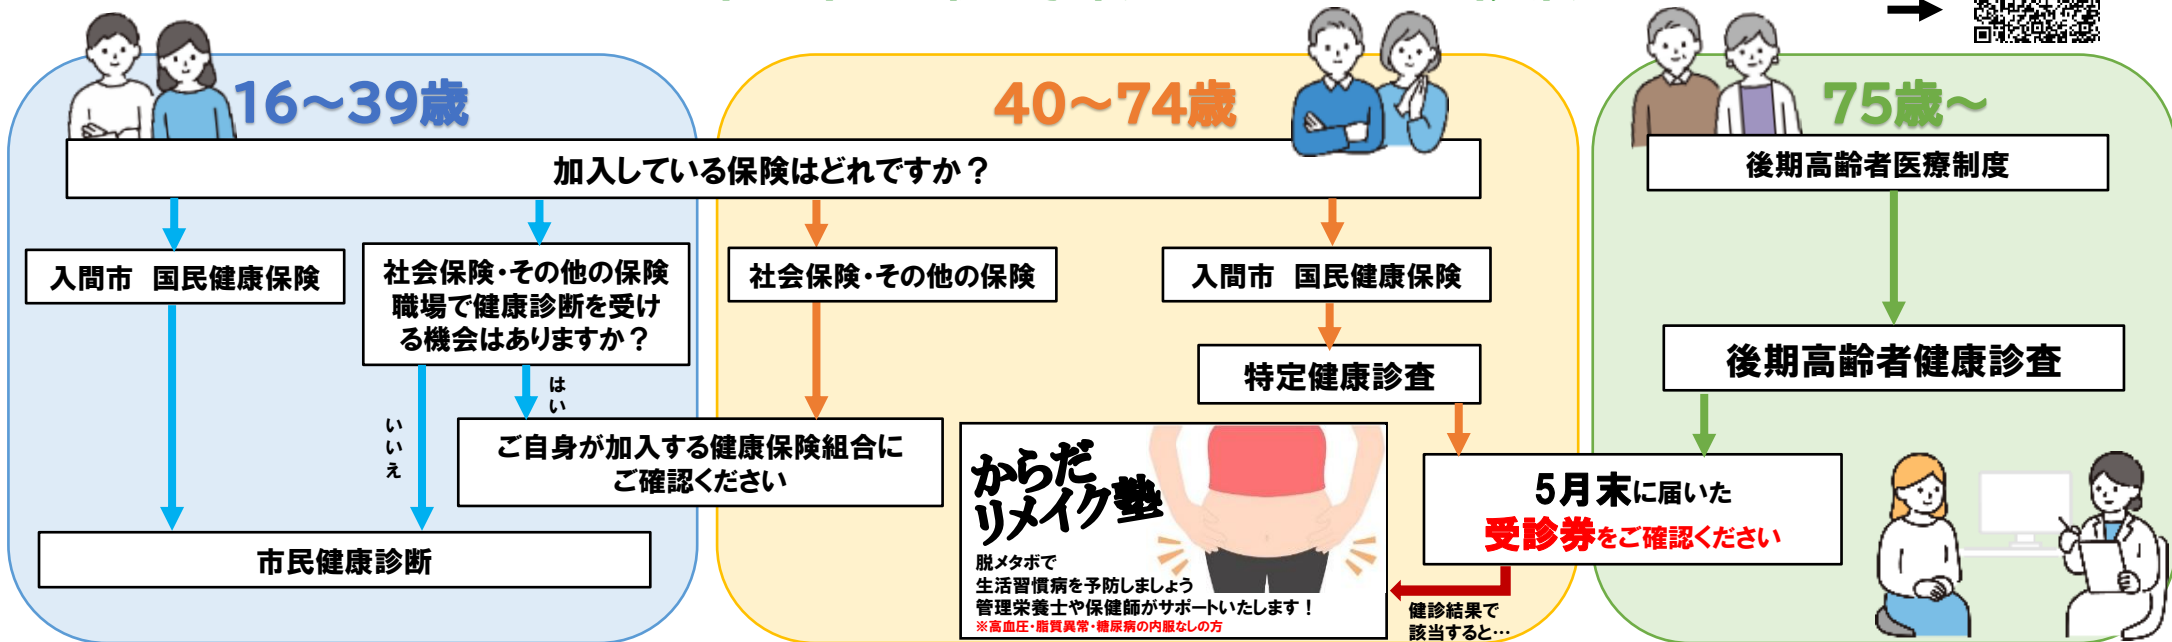 16～39歳
40～74歳
75歳～
加入している保険はどれですか？
後期高齢者医療制度
入間市　国民健康保険
社会保険・その他の保険
職場で健康診断を受け
る機会はありますか？
社会保険・その他の保険
入間市　国民健康保険
特定健康診査
後期高齢者健康診査
はい
いいえ
ご自身が加入する健康保険組合に
ご確認ください
市民健康診断
からだ
リメイク塾
脱メタボで
生活習慣病を予防しましょう
管理栄養士や保健師がサポートいたします！
※高血圧・脂質異常・糖尿病の内服なしの方
5月末に届いた
受診券をご確認ください
健診結果で
該当すると…